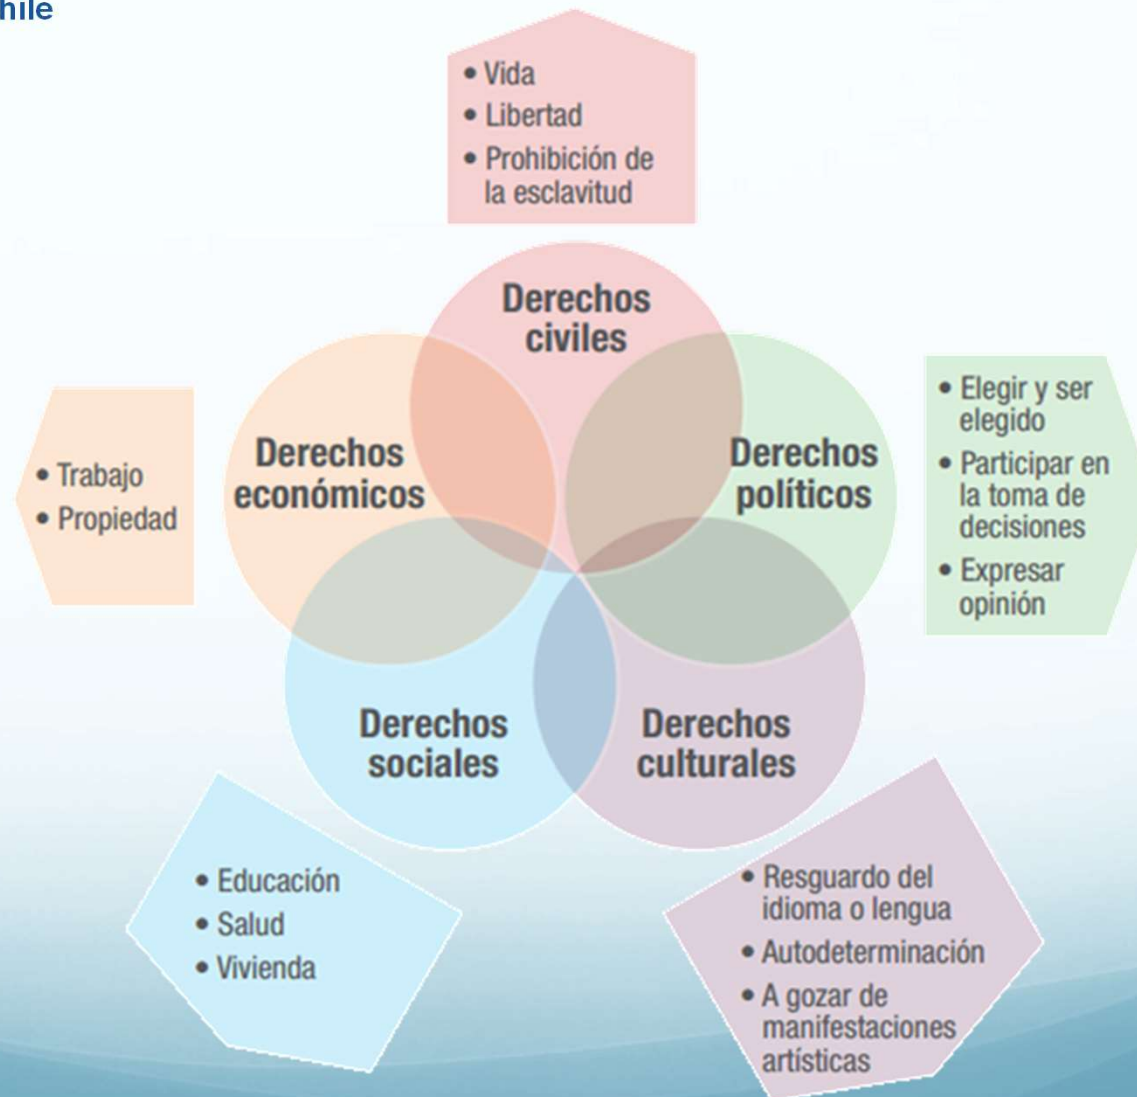 hile
• Vida
• Libertad
• Prohibición de
la esclavitud
Derechos
civiles
Derechos
económicos
• Trabajo
• Propiedad
Derechos
políticos
• Elegir y ser
elegido
• Participar en
la toma de
decisiones
• Expresar
opinión
Derechos
sociales
• Educación
• Salud
• Vivienda
Derechos
culturales
• Resguardo del
idioma o lengua
• Autodeterminación
• A gozar de
manifestaciones
artísticas